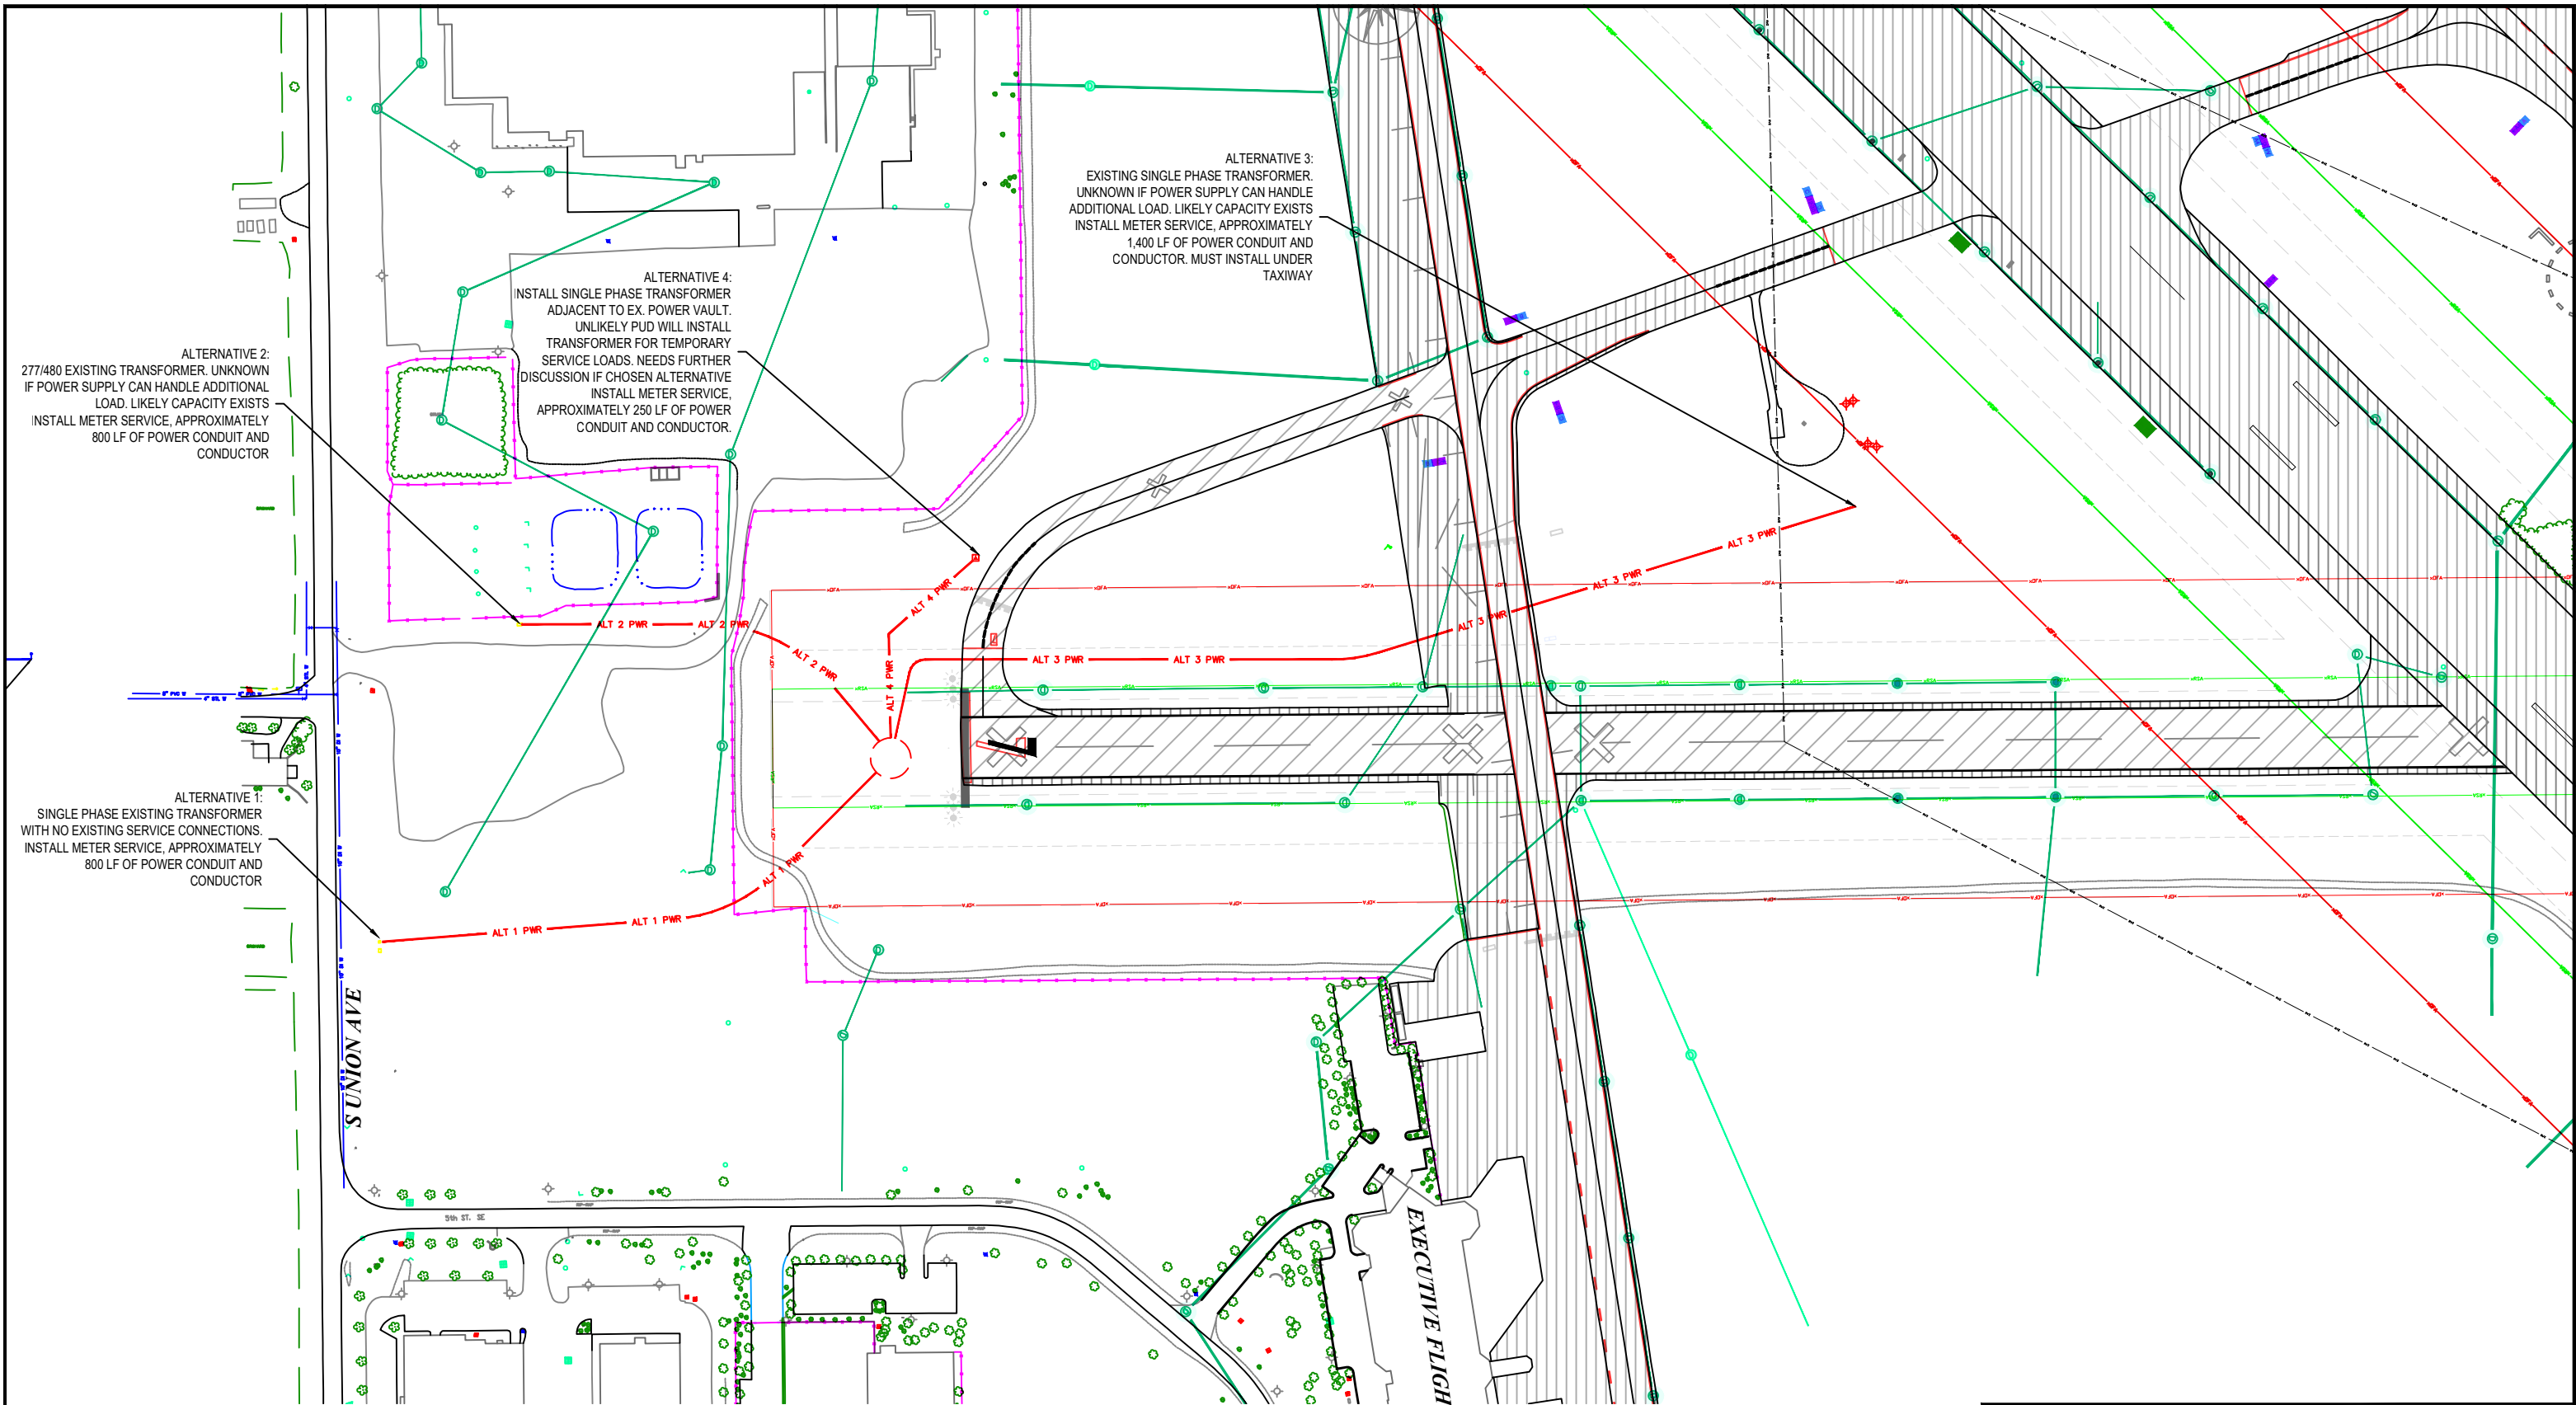 ALTERNATIVE 3:
EXISTING SINGLE PHASE TRANSFORMER.
UNKNOWN IF POWER SUPPLY CAN HANDLE
ADDITIONAL LOAD. LIKELY CAPACITY EXISTS
INSTALL METER SERVICE, APPROXIMATELY
1,400 LF OF POWER CONDUIT AND
CONDUCTOR. MUST INSTALL UNDER
TAXIWAY
ALTERNATIVE 4:
INSTALL SINGLE PHASE TRANSFORMER
ADJACENT TO EX. POWER VAULT.
UNLIKELY PUD WILL INSTALL
TRANSFORMER FOR TEMPORARY
SERVICE LOADS. NEEDS FURTHER
DISCUSSION IF CHOSEN ALTERNATIVE
INSTALL METER SERVICE,
APPROXIMATELY 250 LF OF POWER
CONDUIT AND CONDUCTOR.
ALTERNATIVE 2:
277/480 EXISTING TRANSFORMER. UNKNOWN
IF POWER SUPPLY CAN HANDLE ADDITIONAL
LOAD. LIKELY CAPACITY EXISTS
INSTALL METER SERVICE, APPROXIMATELY
800 LF OF POWER CONDUIT AND
CONDUCTOR
ALT 3 PWR
ALT 3 PWR
ALT 3 PWR
ALT 3 PWR
ALT 3 PWR
ALT 4 PWR
ALT 4 PWR
ALT 2 PWR
ALT 2 PWR
ALT 2 PWR
7
ALTERNATIVE 1:
SINGLE PHASE EXISTING TRANSFORMER
WITH NO EXISTING SERVICE CONNECTIONS.
INSTALL METER SERVICE, APPROXIMATELY
800 LF OF POWER CONDUIT AND
CONDUCTOR
ALT 1 PWR
ALT 1 PWR
ALT 1 PWR
S UNION AVE
5th ST. SE
EXECUTIVE FLIGH